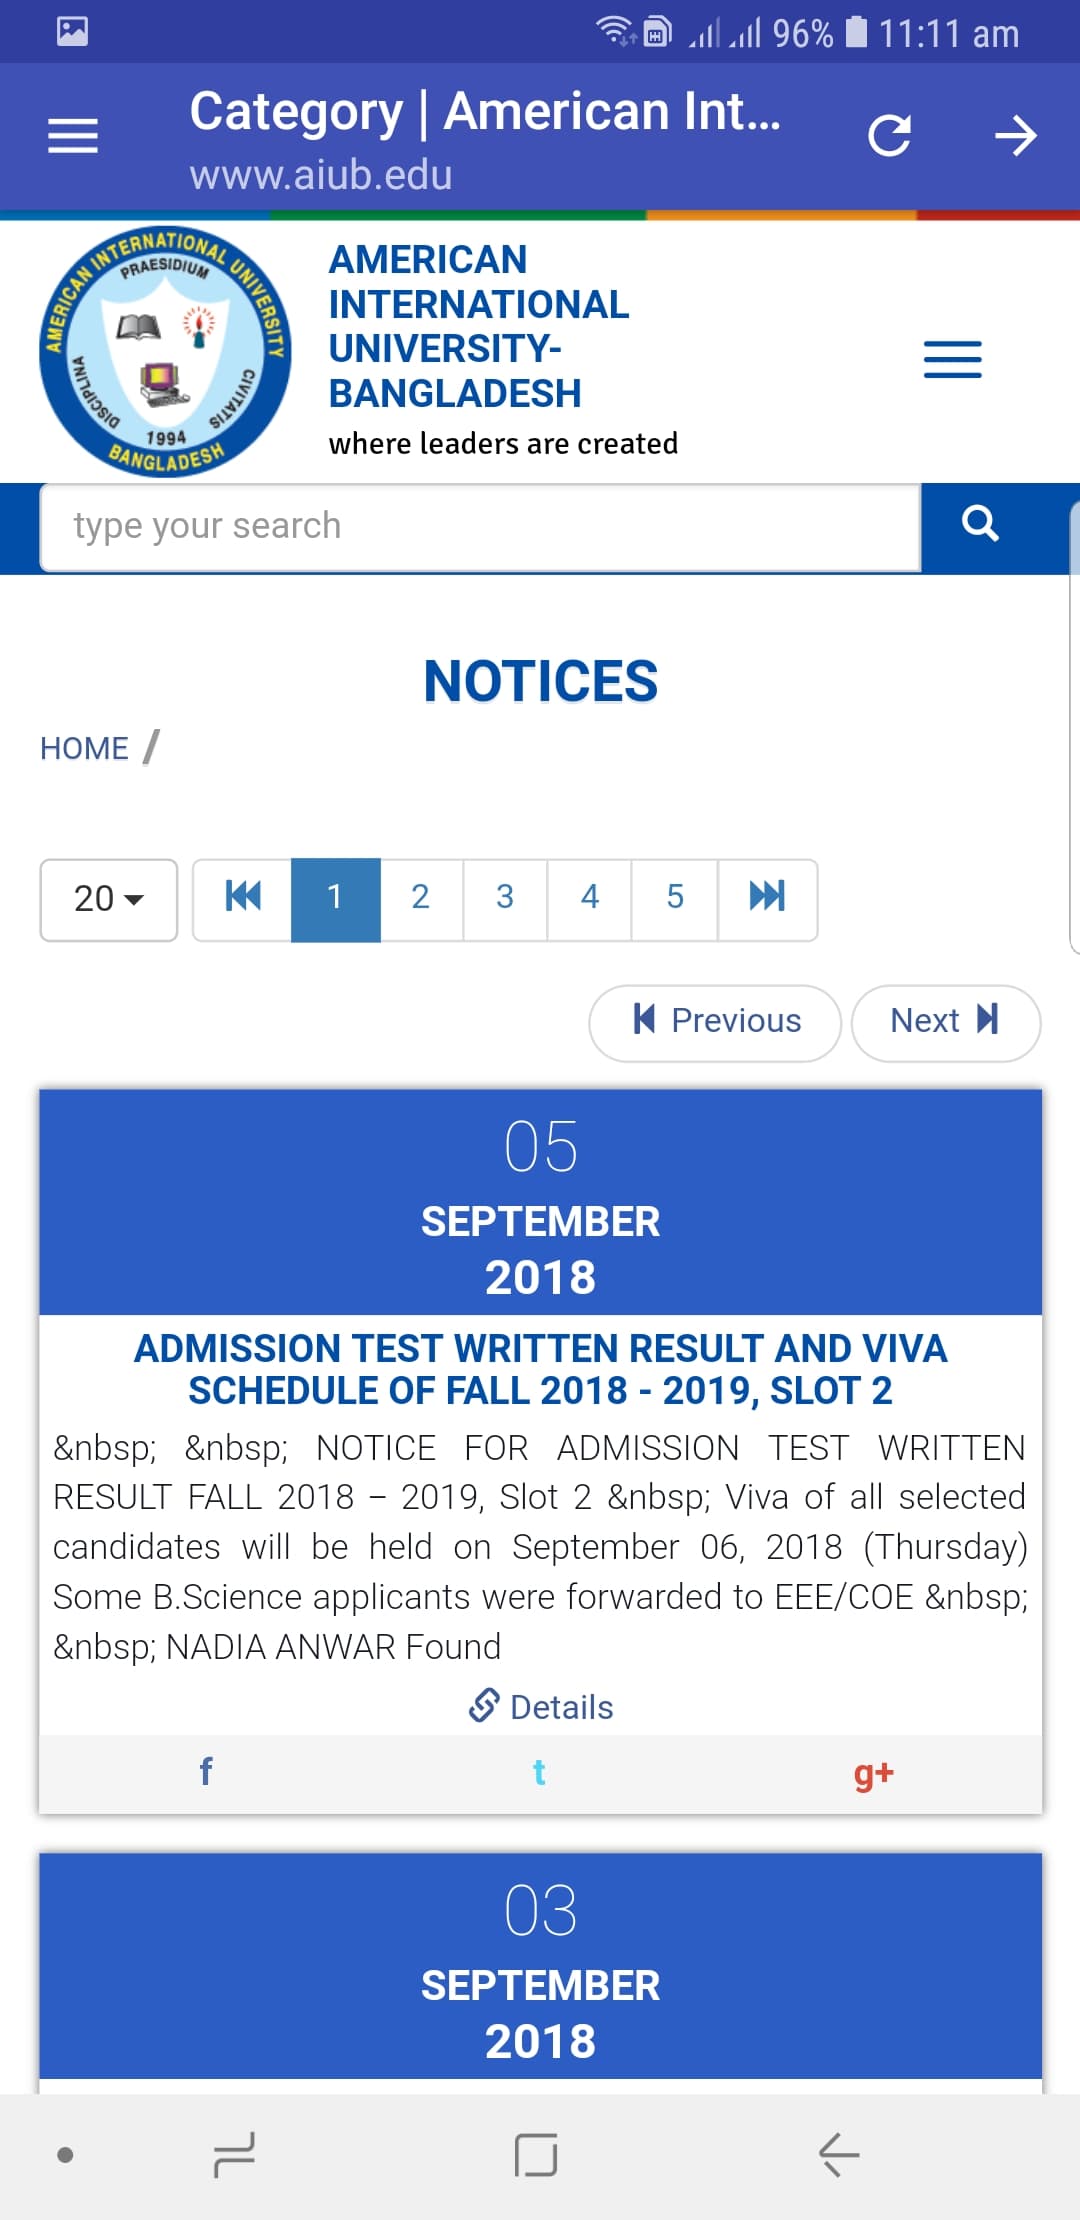 96% 11:11 am
Category | American Int...
www.aiub.edu
AMERICAN INTERNATIONAL UNIVERSITY
PRAESIDIUM
DISCIPLINA
CIVITATIS
1994
BANGLADESH
AMERICAN
INTERNATIONAL
UNIVERSITY-
BANGLADESH
where leaders are created
type your search
NOTICES
HOME /
20 1 2 3 4 5
Previous Next
05
SEPTEMBER
2018
ADMISSION TEST WRITTEN RESULT AND VIVA
SCHEDULE OF FALL 2018 - 2019, SLOT 2
&nbsp; &nbsp; NOTICE FOR ADMISSION TEST WRITTEN
RESULT FALL 2018 – 2019, Slot 2 &nbsp; Viva of all selected
candidates will be held on September 06, 2018 (Thursday)
Some B.Science applicants were forwarded to EEE/COE &nbsp;
&nbsp; NADIA ANWAR Found
Details
f t g+
03
SEPTEMBER
2018